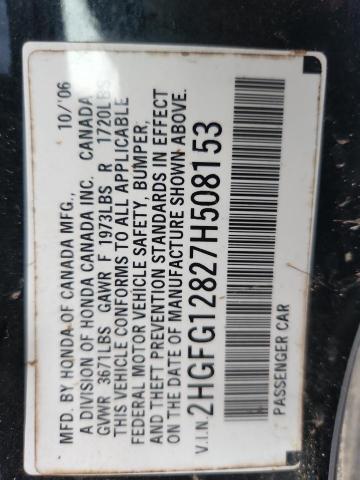 MFD. BY HONDA OF CANADA MFG., 10/'06
A DIVISION OF HONDA CANADA INC. CANADA
GVWR 3671LBS GAWR F 1973LBS R 1720LBS
THIS VEHICLE CONFORMS TO ALL APPLICABLE
FEDERAL MOTOR VEHICLE SAFETY, BUMPER,
AND THEFT PREVENTION STANDARDS IN EFFECT
ON THE DATE OF MANUFACTURE SHOWN ABOVE.
V.I.N. 2HGFG12827H508153
PASSENGER CAR